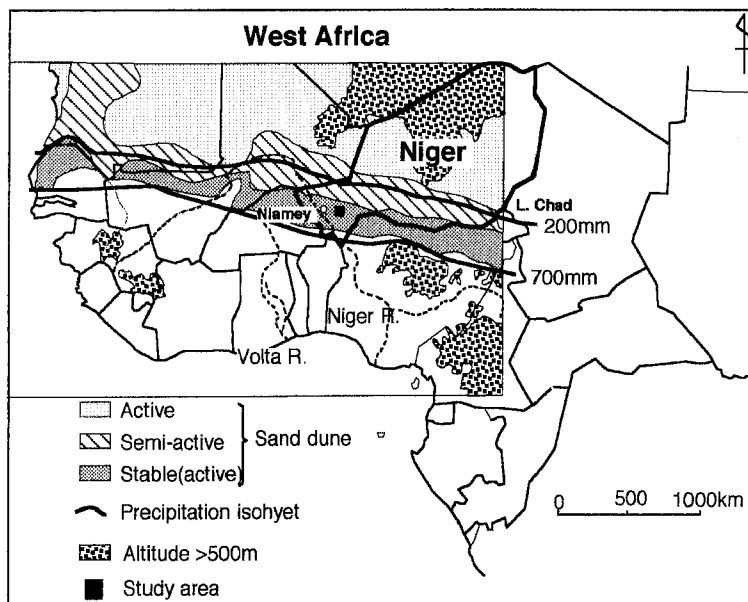 West Africa
Niger
L. Chad
200mm
Niamey
700mm
Niger R.
Volta R.
Active
Semi-active
Sand dune
Stable(active)
Precipitation isohyet
0 500 1000km
Altitude >500m
Study area